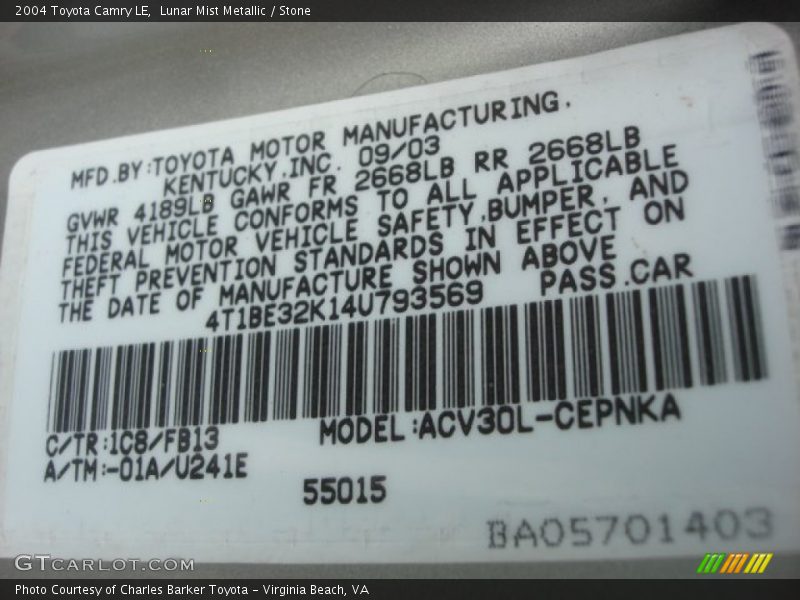 2004 Toyota Camry LE,  Lunar Mist Metallic / Stone
MFD.BY:TOYOTA MOTOR MANUFACTURING.
KENTUCKY,INC. 09/03
GVWR 4189LB GAWR FR 2668LB RR 2668LB
THIS VEHICLE CONFORMS TO ALL APPLICABLE
FEDERAL MOTOR VEHICLE SAFETY,BUMPER, AND
THEFT PREVENTION STANDARDS IN EFFECT ON
THE DATE OF MANUFACTURE SHOWN ABOVE
4T1BE32K14U793569 PASS.CAR
C/TR:1C8/FB13 MODEL:ACV30L-CEPNKA
A/TM:-01A/U241E
55015
BA05701403
GTCARLOT.COM
Photo Courtesy of Charles Barker Toyota - Virginia Beach, VA